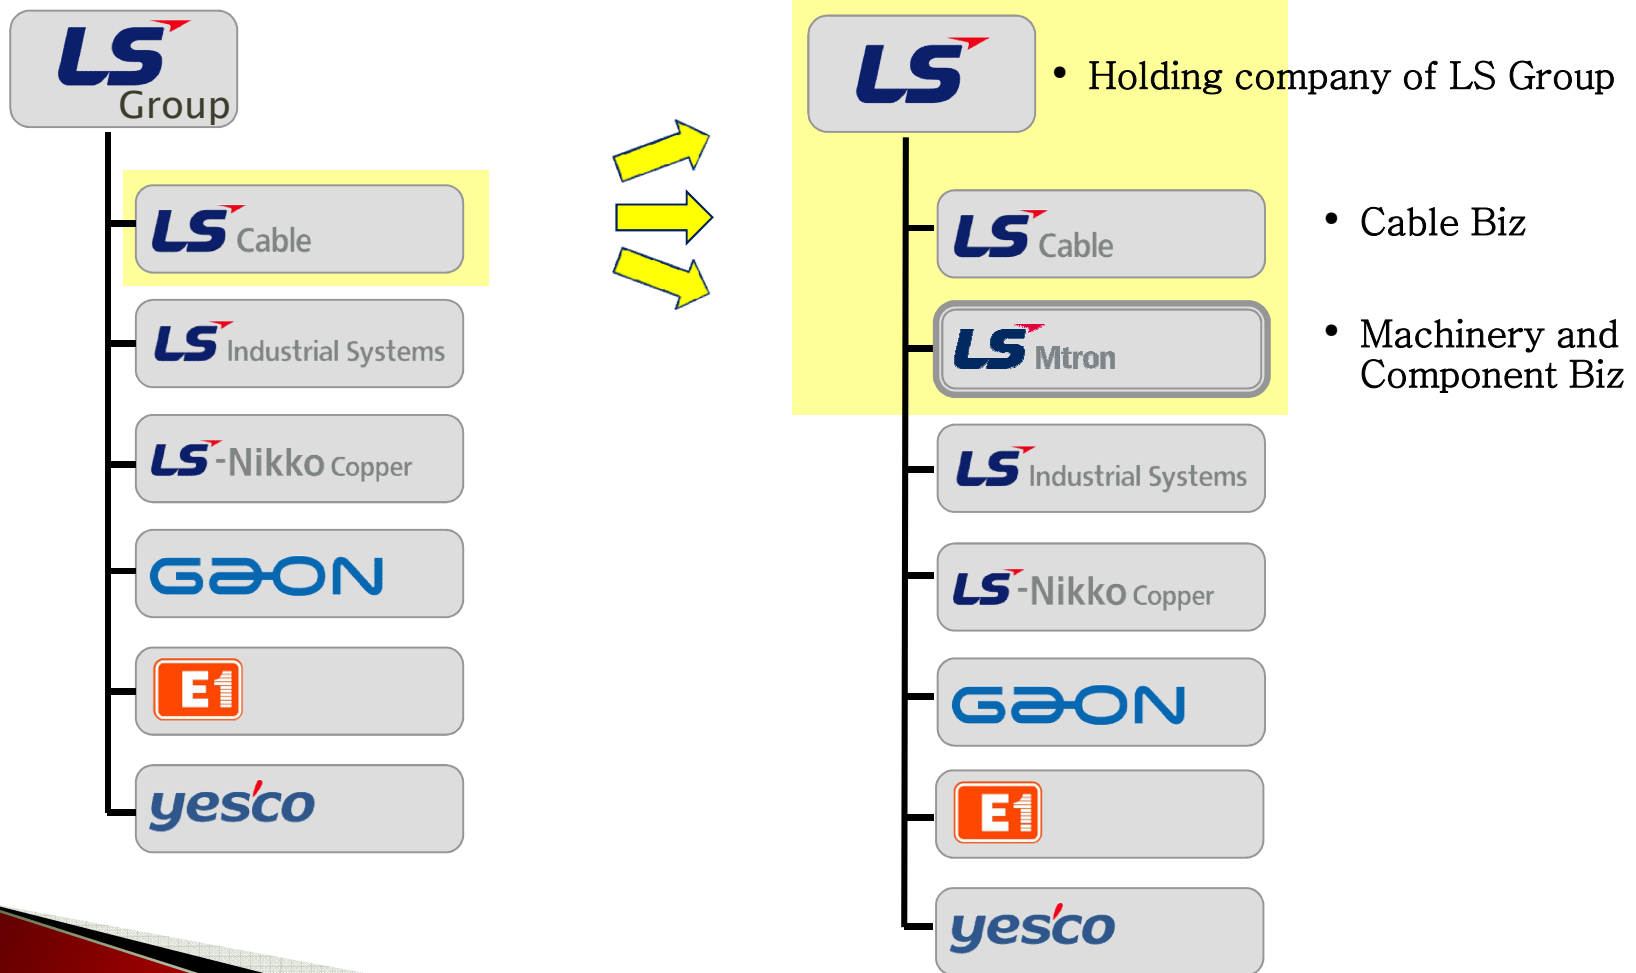 LS
Group
LS Cable
LS Industrial Systems
LS-Nikko Copper
GAON
E1
yesco
LS
• Holding company of LS Group
LS Cable
• Cable Biz
LS Mtron
• Machinery and
Component Biz
LS Industrial Systems
LS-Nikko Copper
GAON
E1
yesco